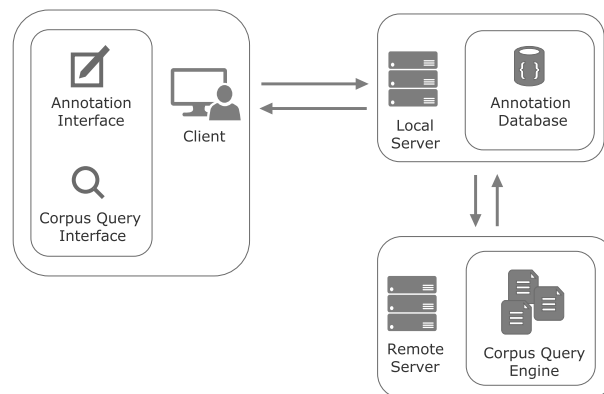 Annotation
Interface
Corpus Query
Interface
Client
Local
Server
{ }
Annotation
Database
Remote
Server
Corpus Query
Engine